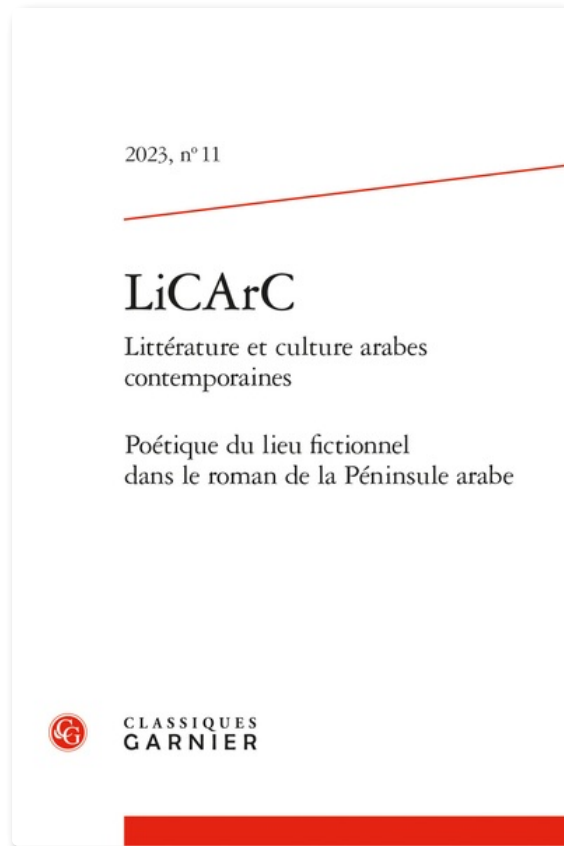 2023, nº 11
LiCArC
Littérature et culture arabes
contemporaines
Poétique du lieu fictionnel
dans le roman de la Péninsule arabe
CG
CLASSIQUES
GARNIER